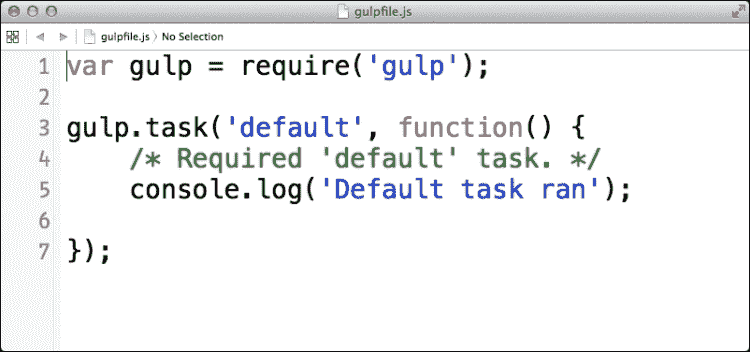 gulpfile.js
gulpfile.js 〉 No Selection
1 var gulp = require('gulp');
2
3 gulp.task('default', function() {
4     /* Required 'default' task. */
5     console.log('Default task ran');
6
7 });